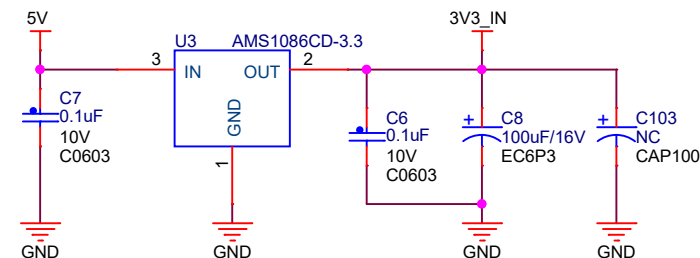 5V
3V3_IN
U3
AMS1086CD-3.3
3
IN
OUT
2
GND
1
C7
0.1uF
10V
C0603
C6
0.1uF
10V
C0603
+
C8
100uF/16V
EC6P3
+
C103
NC
CAP100
GND
GND
GND
GND